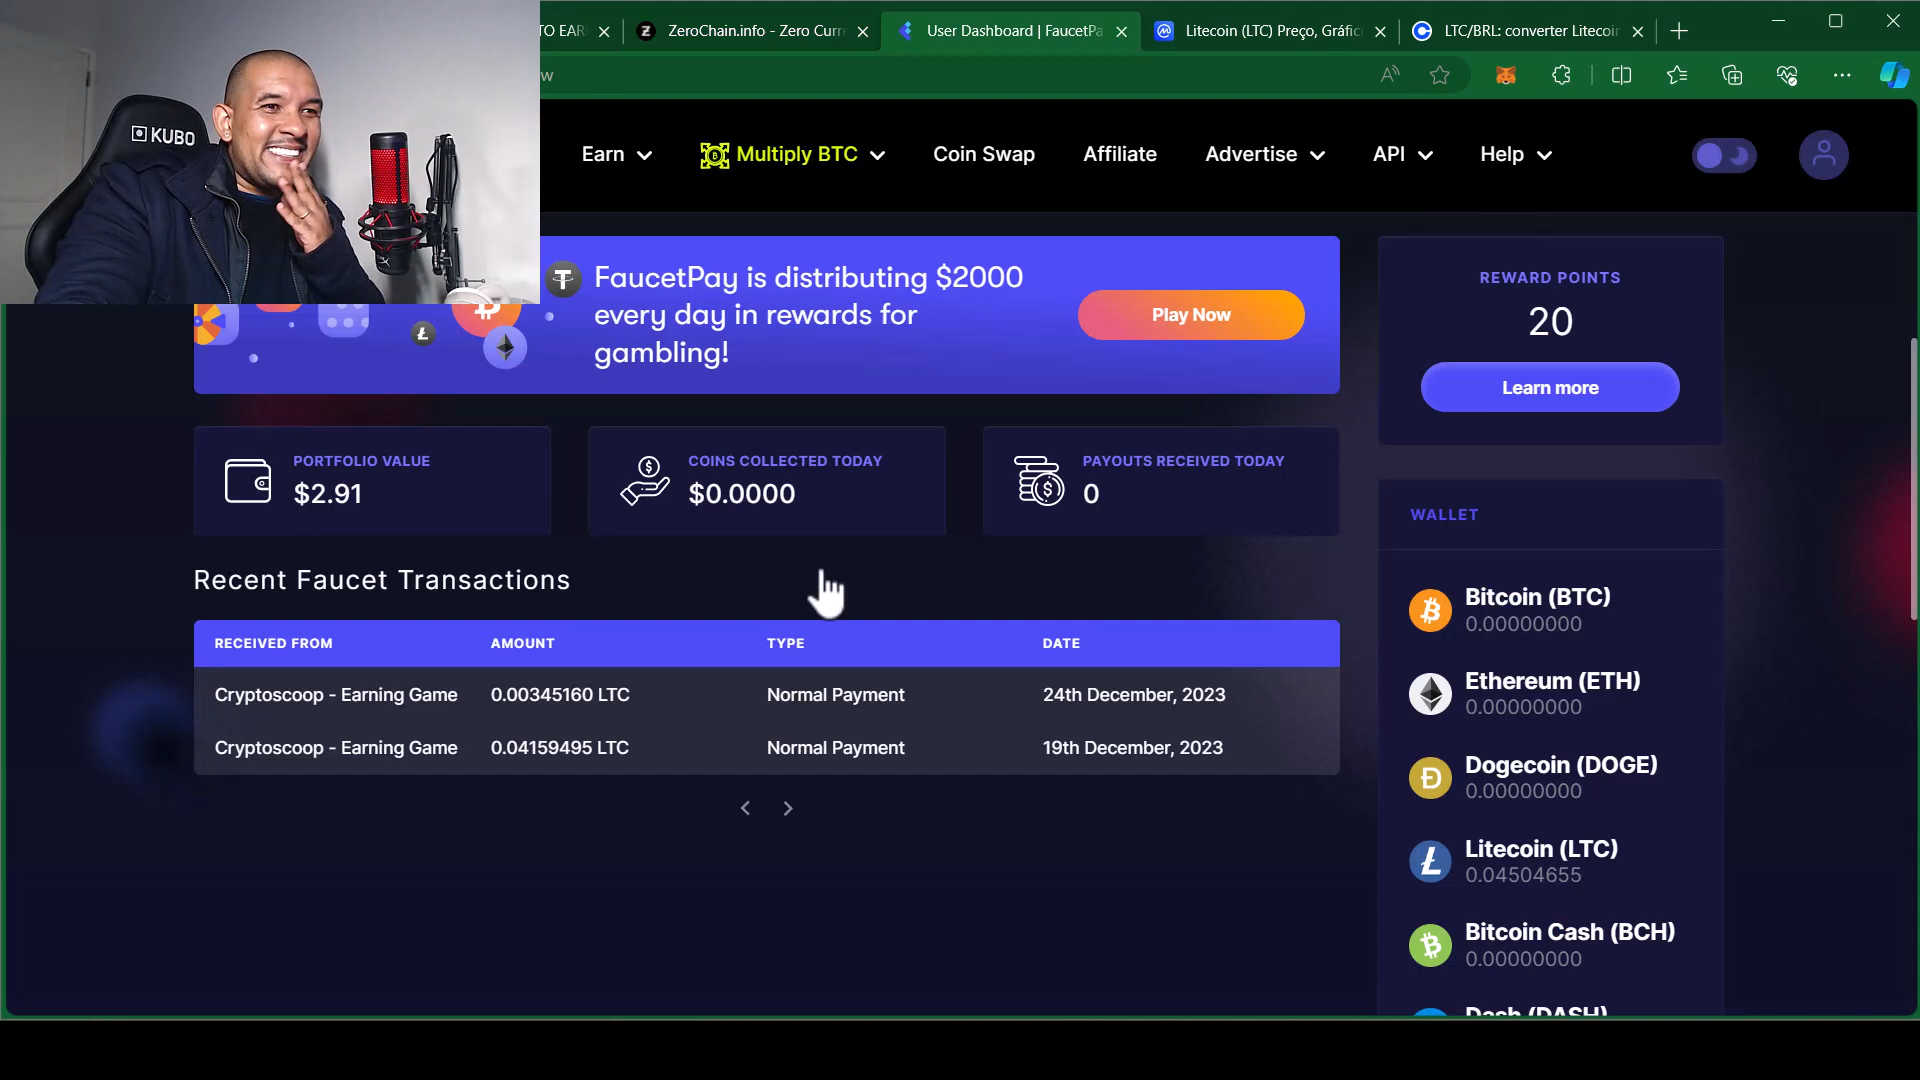 KUBO
TO EAR
ZeroChain.info - Zero Curr
User Dashboard | FaucetPa
Litecoin (LTC) Preço, Gráfic
LTC/BRL: converter Litecoin
w
Earn
Multiply BTC
Coin Swap
Affiliate
Advertise
API
Help
FaucetPay is distributing $2000
every day in rewards for
gambling!
Play Now
REWARD POINTS
20
Learn more
PORTFOLIO VALUE
$2.91
COINS COLLECTED TODAY
$0.0000
PAYOUTS RECEIVED TODAY
0
Recent Faucet Transactions
RECEIVED FROM AMOUNT TYPE DATE
Cryptoscoop - Earning Game 0.00345160 LTC Normal Payment 24th December, 2023
Cryptoscoop - Earning Game 0.04159495 LTC Normal Payment 19th December, 2023
WALLET
Bitcoin (BTC)
0.00000000
Ethereum (ETH)
0.00000000
Dogecoin (DOGE)
0.00000000
Litecoin (LTC)
0.04504655
Bitcoin Cash (BCH)
0.00000000
Dash (DASH)